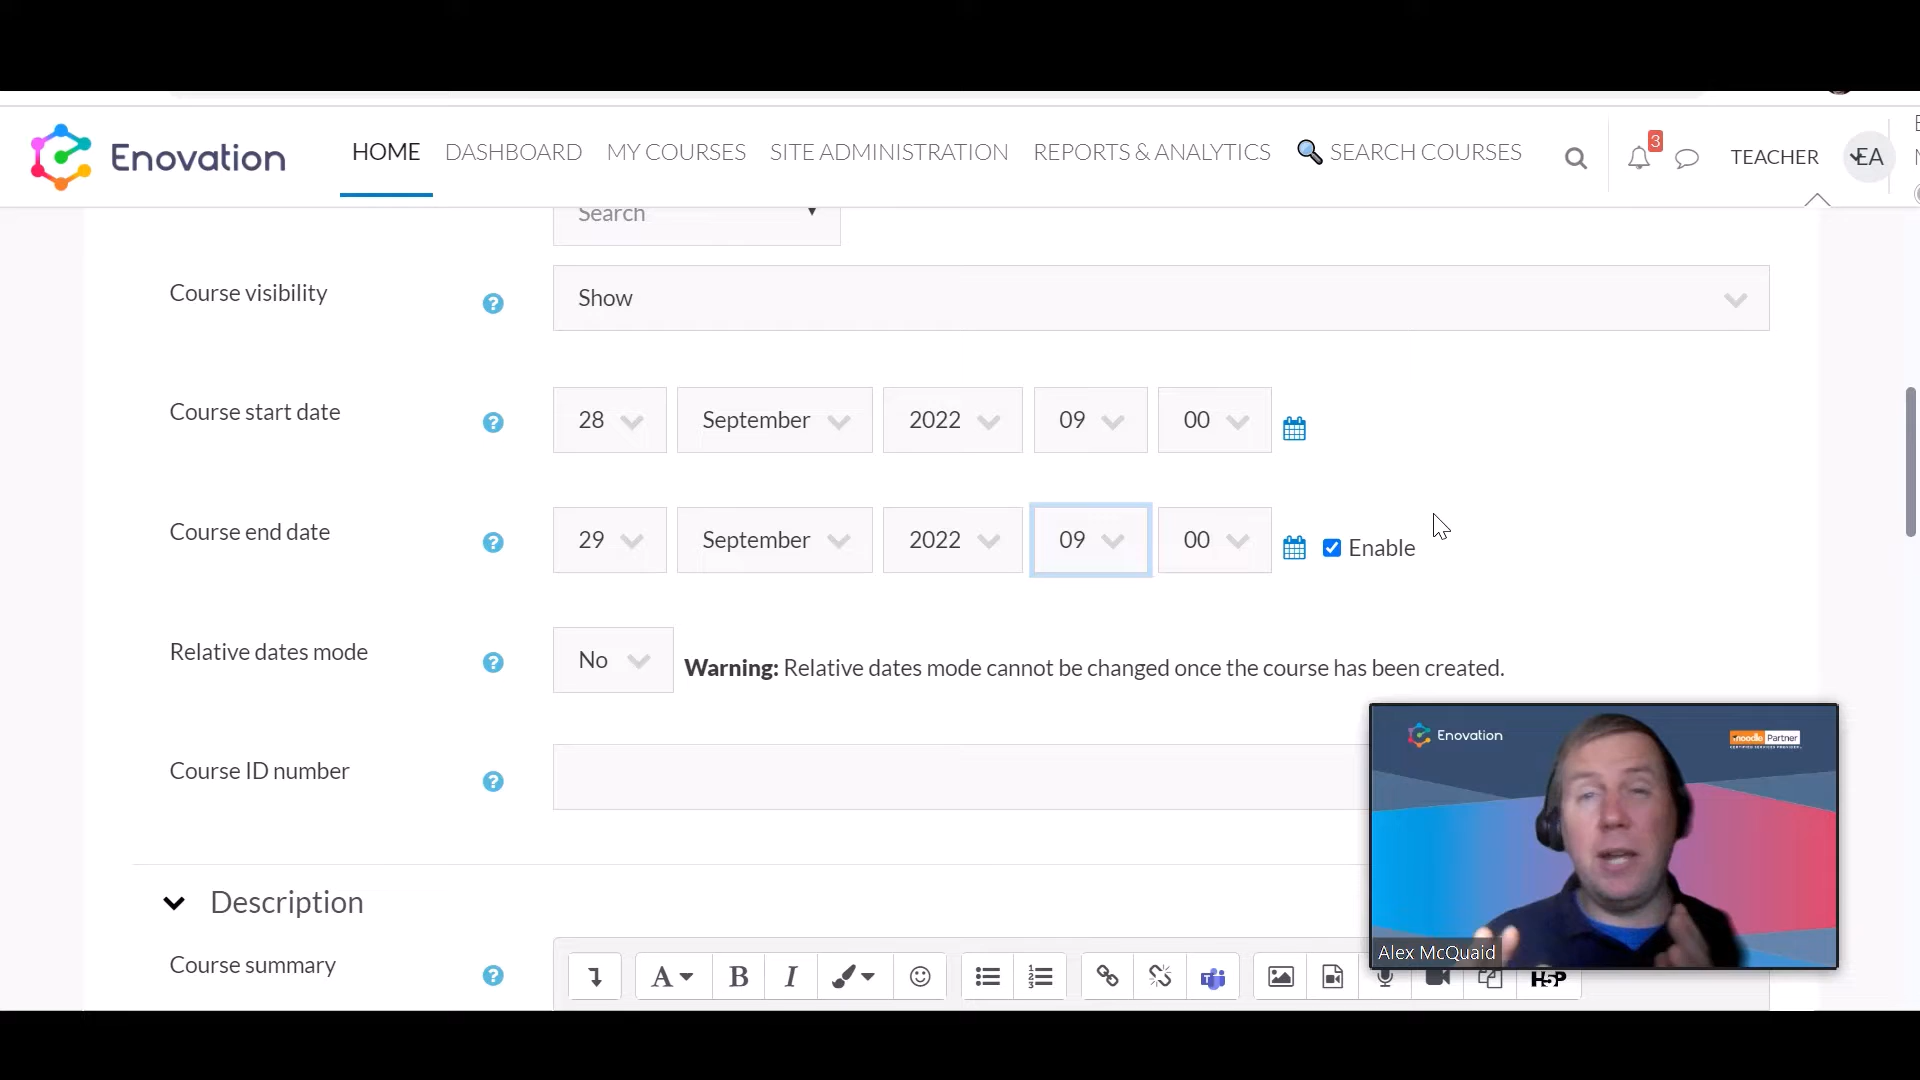 Enovation HOME DASHBOARD MY COURSES SITE ADMINISTRATION REPORTS & ANALYTICS SEARCH COURSES 3 TEACHER EA
Search
Course visibility ? Show
Course start date ? 28 September 2022 09 00
Course end date ? 29 September 2022 09 00 Enable
Relative dates mode ? No Warning: Relative dates mode cannot be changed once the course has been created.
Enovation moodle Partner
Course ID number ?
Description
Alex McQuaid
Course summary ? A B I H5P